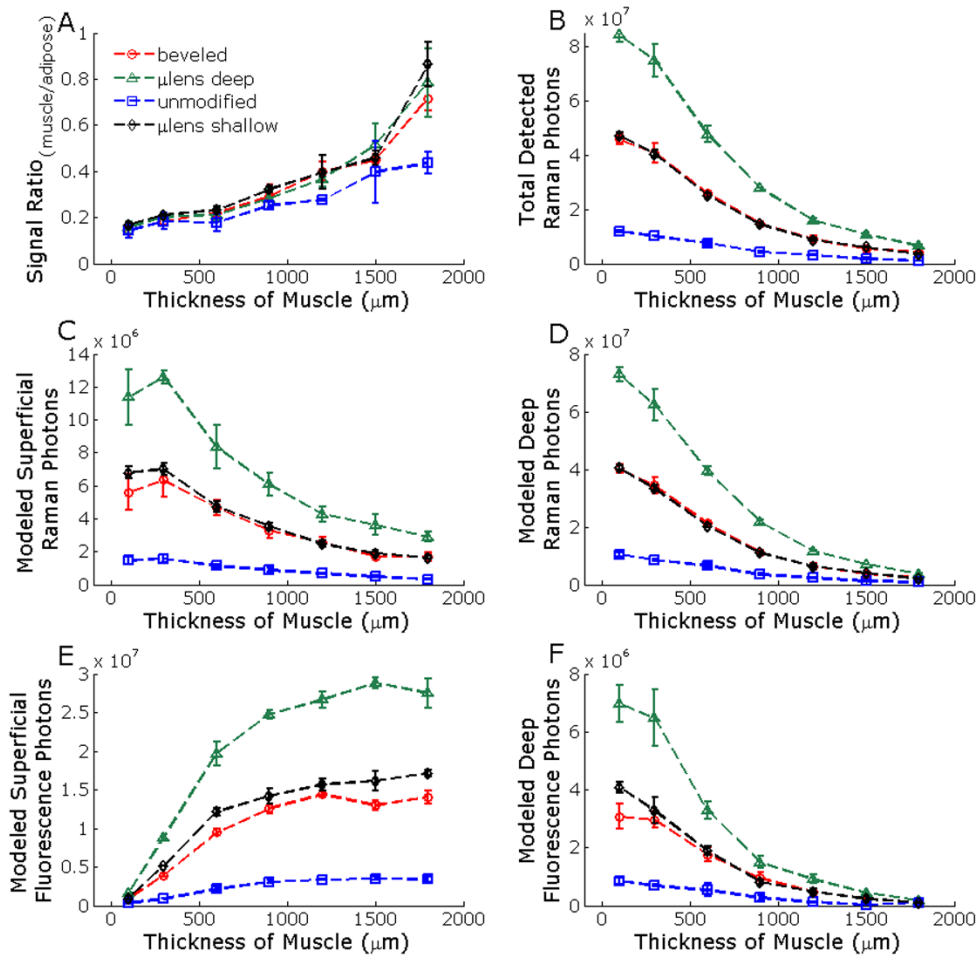 A
Signal Ratio(muscle/adipose)
1
0.8
0.6
0.4
0.2
0
beveled
µlens deep
unmodified
µlens shallow
0 500 1000 1500 2000
Thickness of Muscle (µm)
B
x 10^7
Total Detected
Raman Photons
8
6
4
2
0
0 500 1000 1500 2000
Thickness of Muscle (µm)
C
x 10^6
Modeled Superficial
Raman Photons
14
12
10
8
6
4
2
0
0 500 1000 1500 2000
Thickness of Muscle (µm)
D
x 10^7
Modeled Deep
Raman Photons
8
6
4
2
0
0 500 1000 1500 2000
Thickness of Muscle (µm)
E
x 10^7
Modeled Superficial
Fluorescence Photons
3
2.5
2
1.5
1
0.5
0
0 500 1000 1500 2000
Thickness of Muscle (µm)
F
x 10^6
Modeled Deep
Fluorescence Photons
8
6
4
2
0
0 500 1000 1500 2000
Thickness of Muscle (µm)